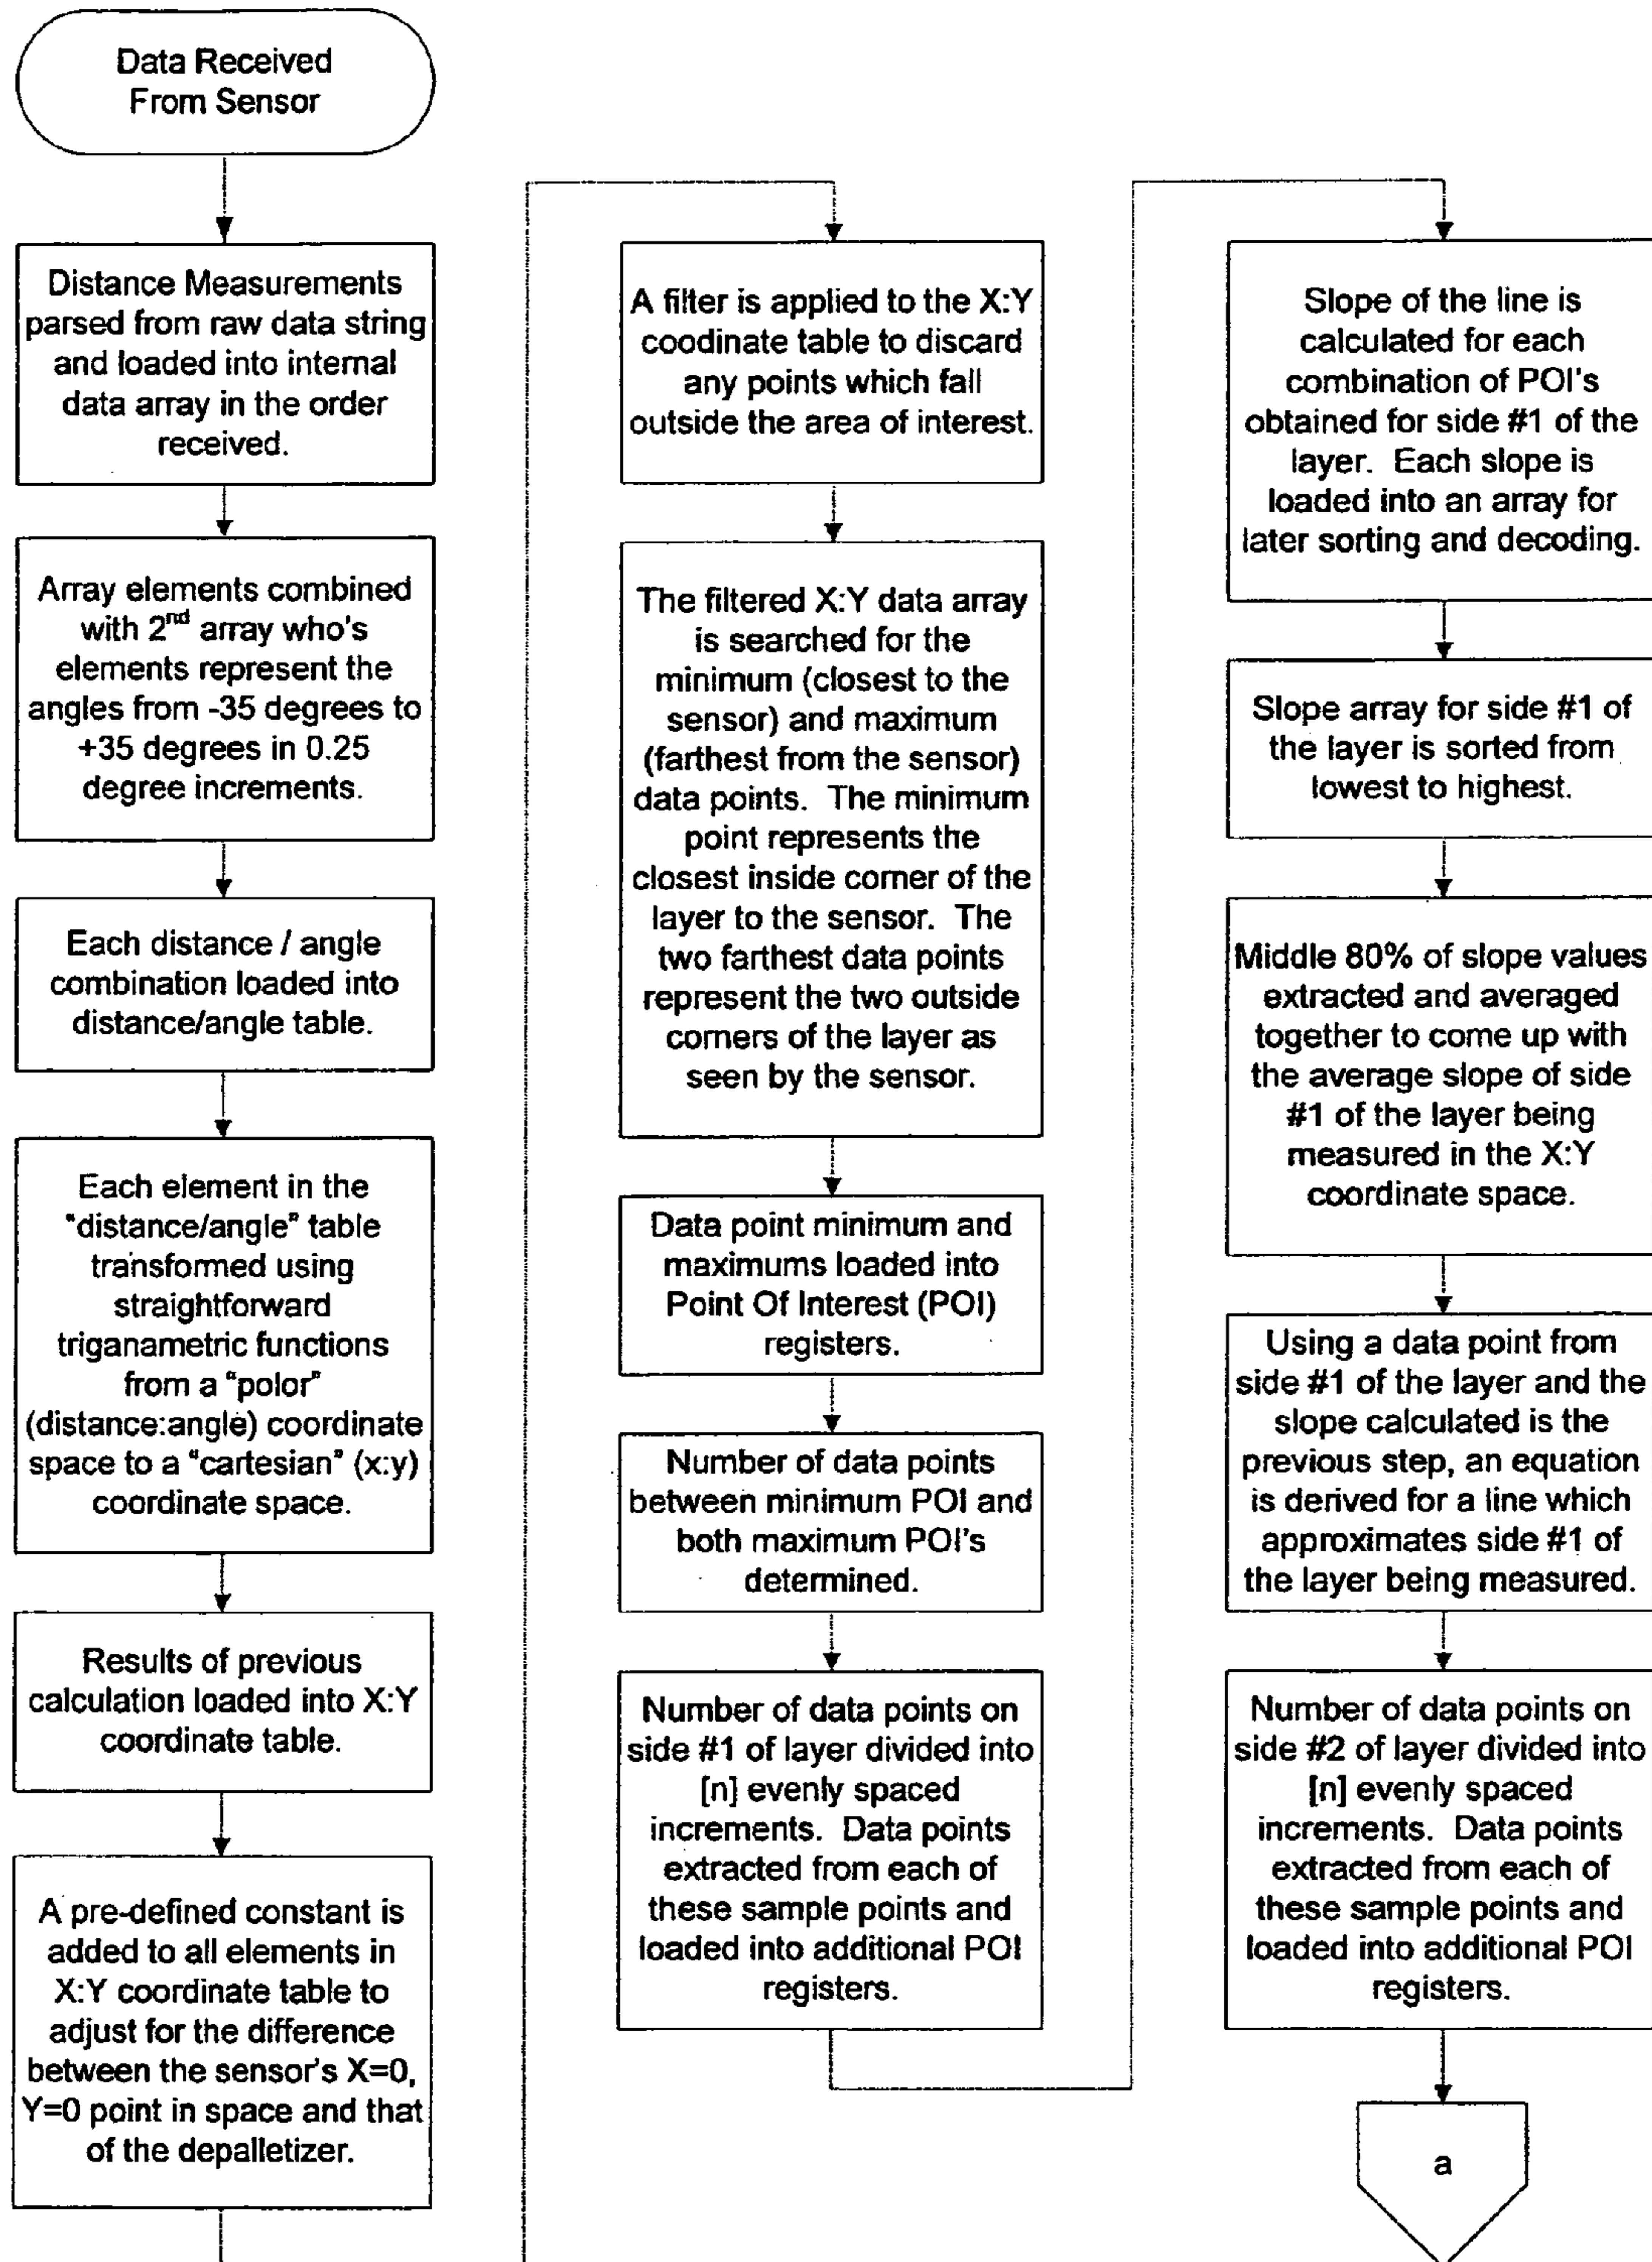 Data Received
From Sensor
Distance Measurements
parsed from raw data string
and loaded into internal
data array in the order
received.
Array elements combined
with 2nd array who's
elements represent the
angles from -35 degrees to
+35 degrees in 0.25
degree increments.
Each distance / angle
combination loaded into
distance/angle table.
Each element in the
"distance/angle" table
transformed using
straightforward
triganametric functions
from a "polor"
(distance:angle) coordinate
space to a "cartesian" (x:y)
coordinate space.
Results of previous
calculation loaded into X:Y
coordinate table.
A pre-defined constant is
added to all elements in
X:Y coordinate table to
adjust for the difference
between the sensor's X=0,
Y=0 point in space and that
of the depalletizer.
A filter is applied to the X:Y
coodinate table to discard
any points which fall
outside the area of interest.
The filtered X:Y data array
is searched for the
minimum (closest to the
sensor) and maximum
(farthest from the sensor)
data points. The minimum
point represents the
closest inside corner of the
layer to the sensor. The
two farthest data points
represent the two outside
corners of the layer as
seen by the sensor.
Data point minimum and
maximums loaded into
Point Of Interest (POI)
registers.
Number of data points
between minimum POI and
both maximum POI's
determined.
Number of data points on
side #1 of layer divided into
[n] evenly spaced
increments. Data points
extracted from each of
these sample points and
loaded into additional POI
registers.
Slope of the line is
calculated for each
combination of POI's
obtained for side #1 of the
layer. Each slope is
loaded into an array for
later sorting and decoding.
Slope array for side #1 of
the layer is sorted from
lowest to highest.
Middle 80% of slope values
extracted and averaged
together to come up with
the average slope of side
#1 of the layer being
measured in the X:Y
coordinate space.
Using a data point from
side #1 of the layer and the
slope calculated is the
previous step, an equation
is derived for a line which
approximates side #1 of
the layer being measured.
Number of data points on
side #2 of layer divided into
[n] evenly spaced
increments. Data points
extracted from each of
these sample points and
loaded into additional POI
registers.
a